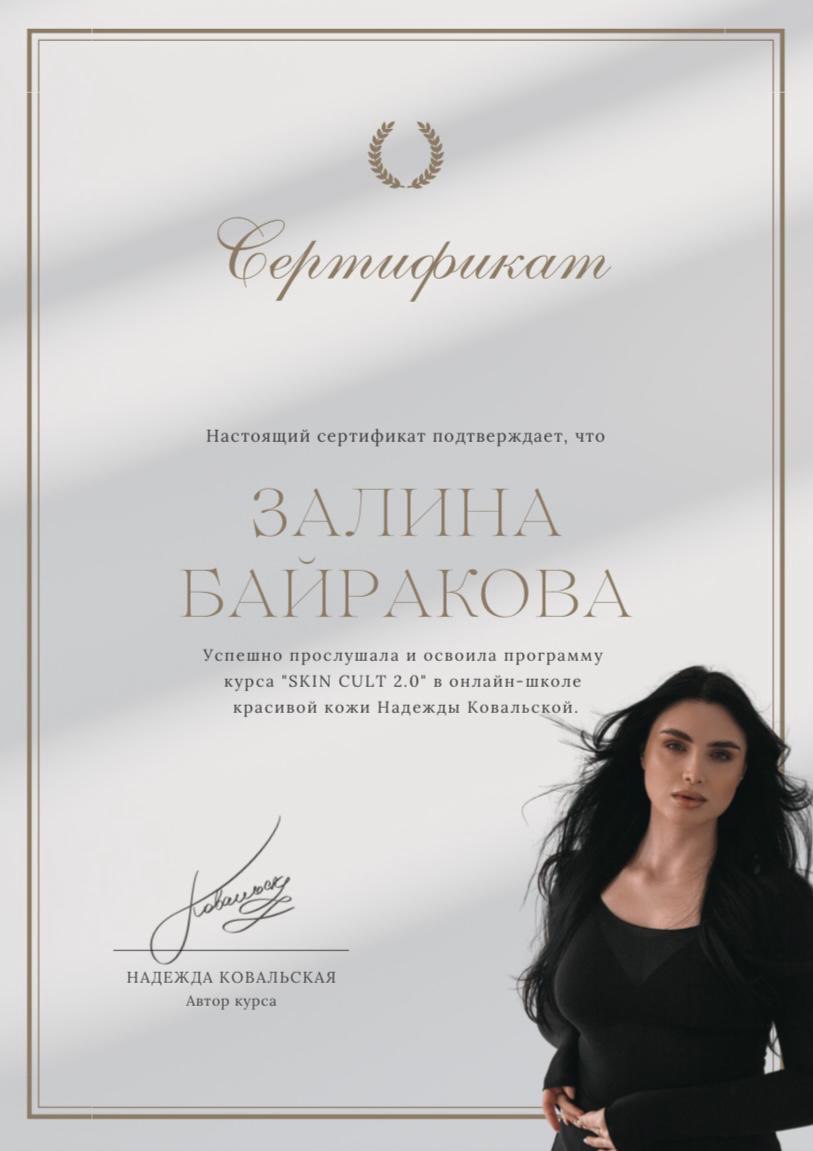 Сертификат
Настоящий сертификат подтверждает, что
ЗАЛИНА
БАЙРАКОВА
Успешно прослушала и освоила программу
курса "SKIN CULT 2.0" в онлайн-школе
красивой кожи Надежды Ковальской.
Ковальска
НАДЕЖДА КОВАЛЬСКАЯ
Автор курса